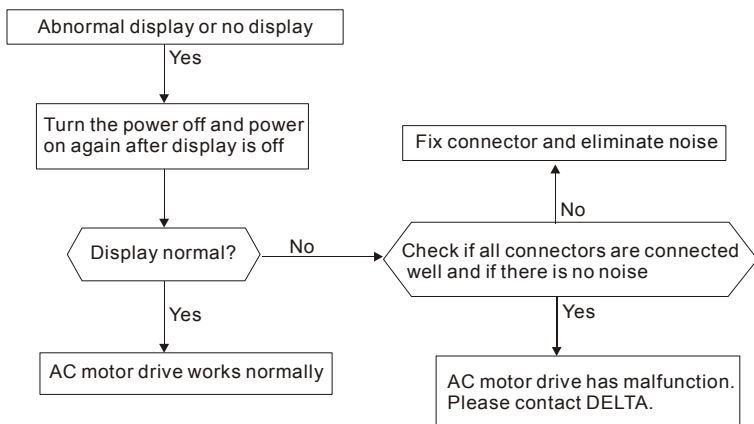 Abnormal display or no display
Yes
Turn the power off and power
on again after display is off
Fix connector and eliminate noise
No
Display normal?
No
Check if all connectors are connected
well and if there is no noise
Yes
Yes
AC motor drive works normally
AC motor drive has malfunction.
Please contact DELTA.